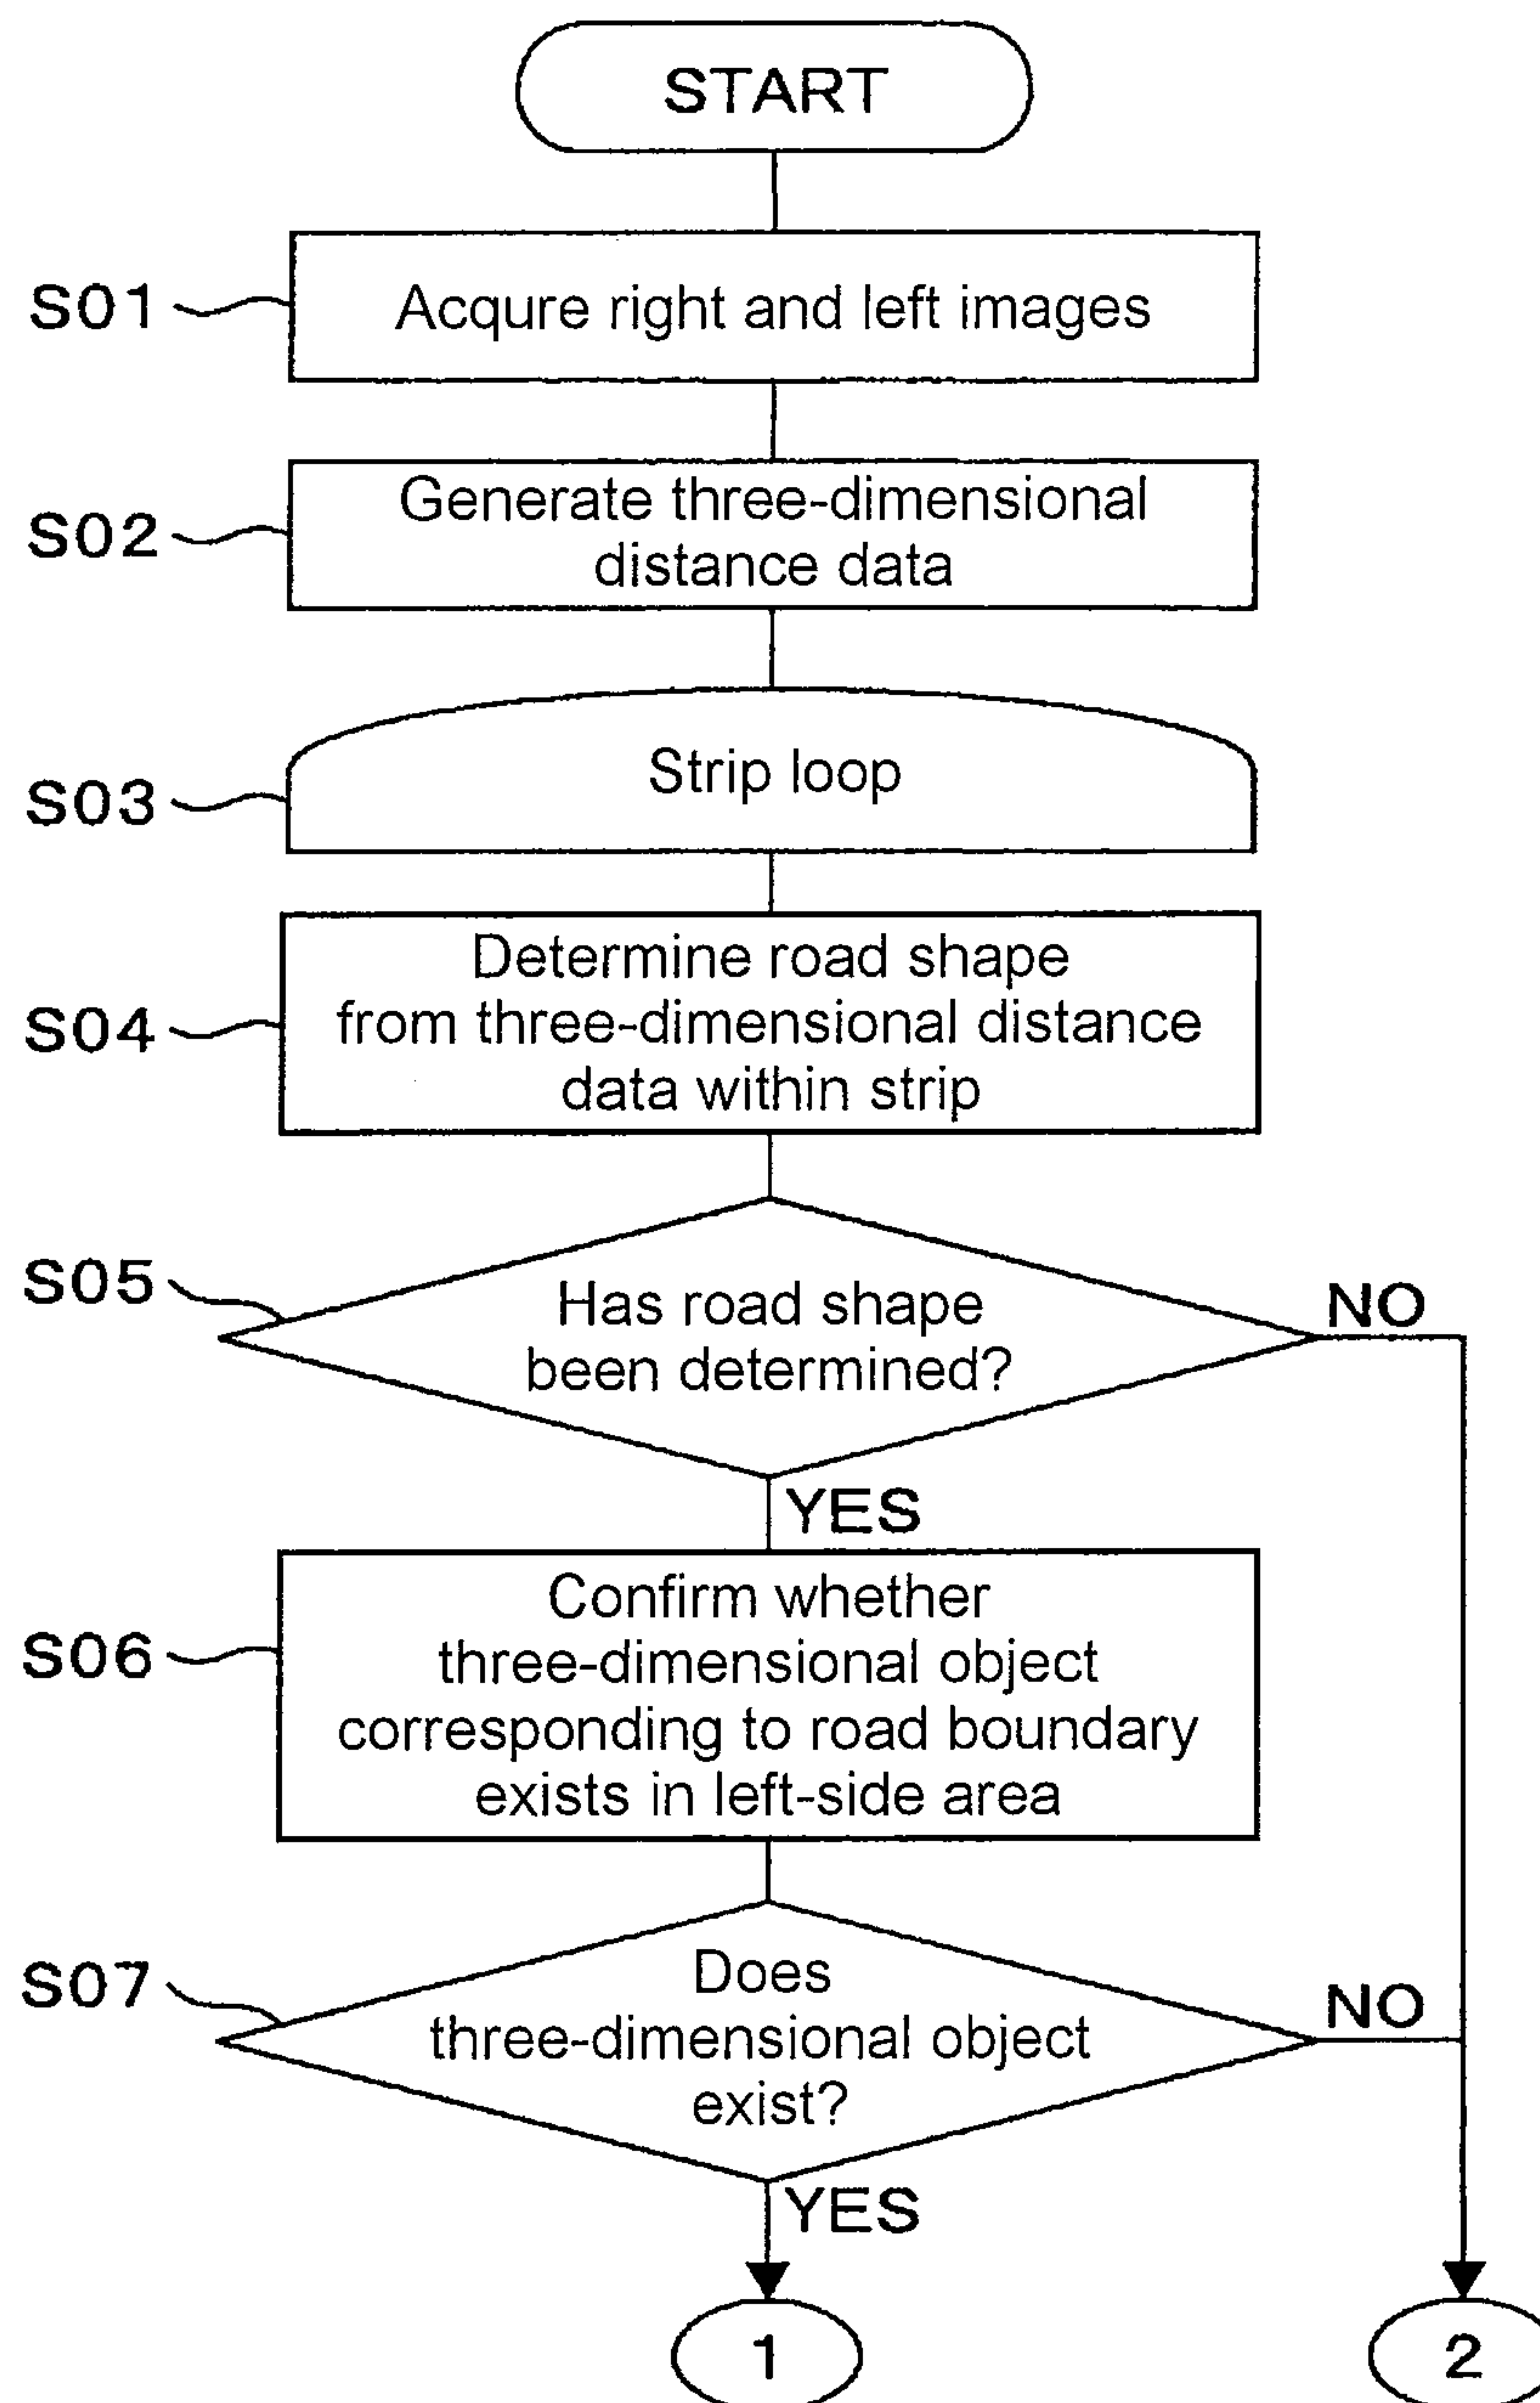 START
S01
Acqure right and left images
S02
Generate three-dimensional
distance data
S03
Strip loop
S04
Determine road shape
from three-dimensional distance
data within strip
S05
Has road shape
been determined?
NO
YES
S06
Confirm whether
three-dimensional object
corresponding to road boundary
exists in left-side area
S07
Does
three-dimensional object
exist?
NO
YES
1
2